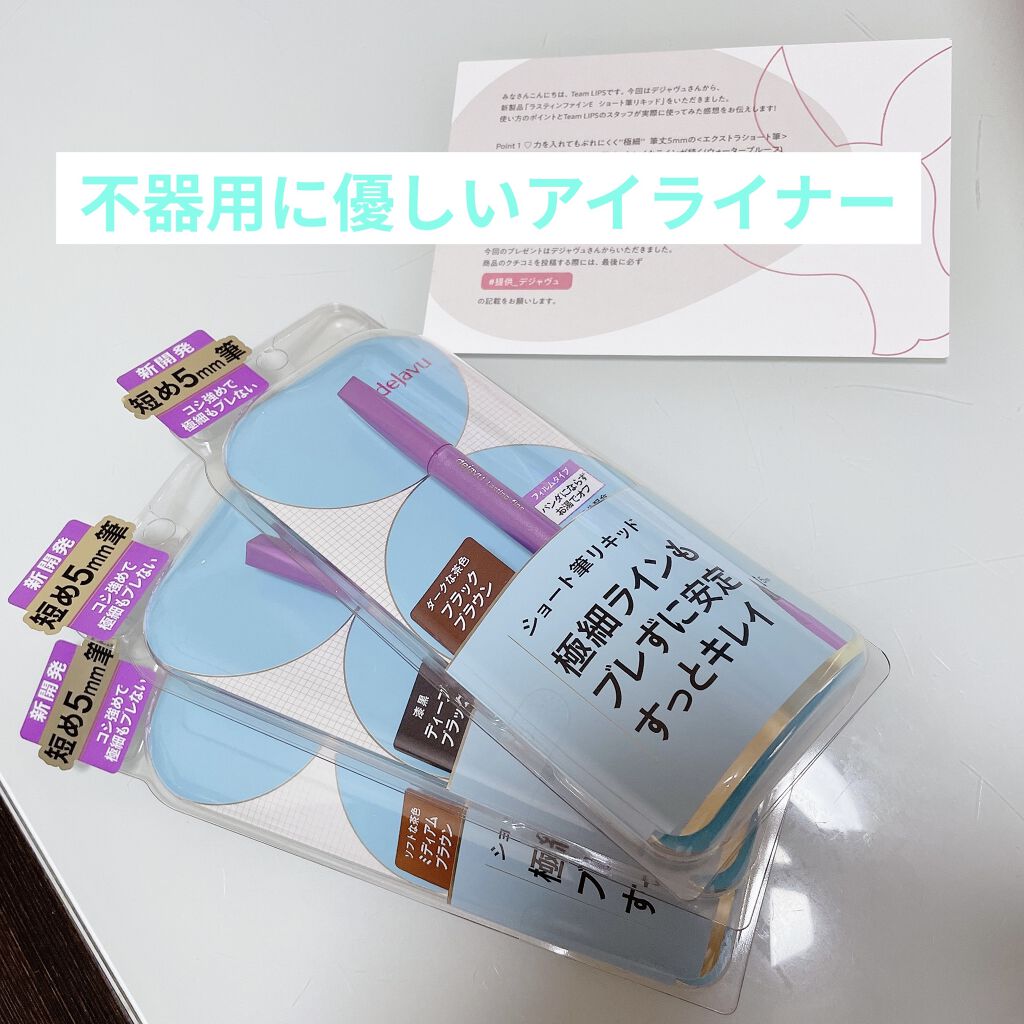 みなさんこんにちは、Team LIPSです。今回はデジャヴュさんから、
新製品「ラスティンファインE ショート筆リキッド」をいただきました。
使い方のポイントとTeam LIPSのスタッフが実際に使ってみた感想をお伝えします!
Point 1 ♡ 力を入れてもぶれにくく"極細" 筆丈5mmの<エクストラショート筆>
不器用に優しいアイライナー
今回のプレゼントはデジャヴュさんからいただきました。
商品のクチコミを投稿する際には、最後に必ず
#提供_デジャヴュ
の記載をお願いします。
新開発
短め5mm筆
コシ強めで
極細もブレない
dejavu
dejavu lasting-fine
フィルムタイプ
パンダにならず
お湯でオフ
ダークな茶色
ブラック
ブラウン
ショート筆リキッド
極細ラインも
ブレずに安定
すっとキレイ
新開発
短め5mm筆
コシ強めで
極細もブレない
漆黒
ディープ
ブラック
新開発
短め5mm筆
コシ強めで
極細もブレない
ソフトな茶色
ミディアム
ブラウン
ショ
極
ブ
す